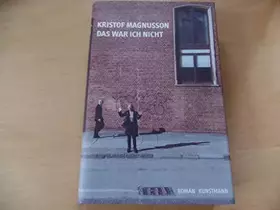 KRISTOF MAGNUSSON
DAS WAR ICH NICHT
ROMAN KUNSTMANN